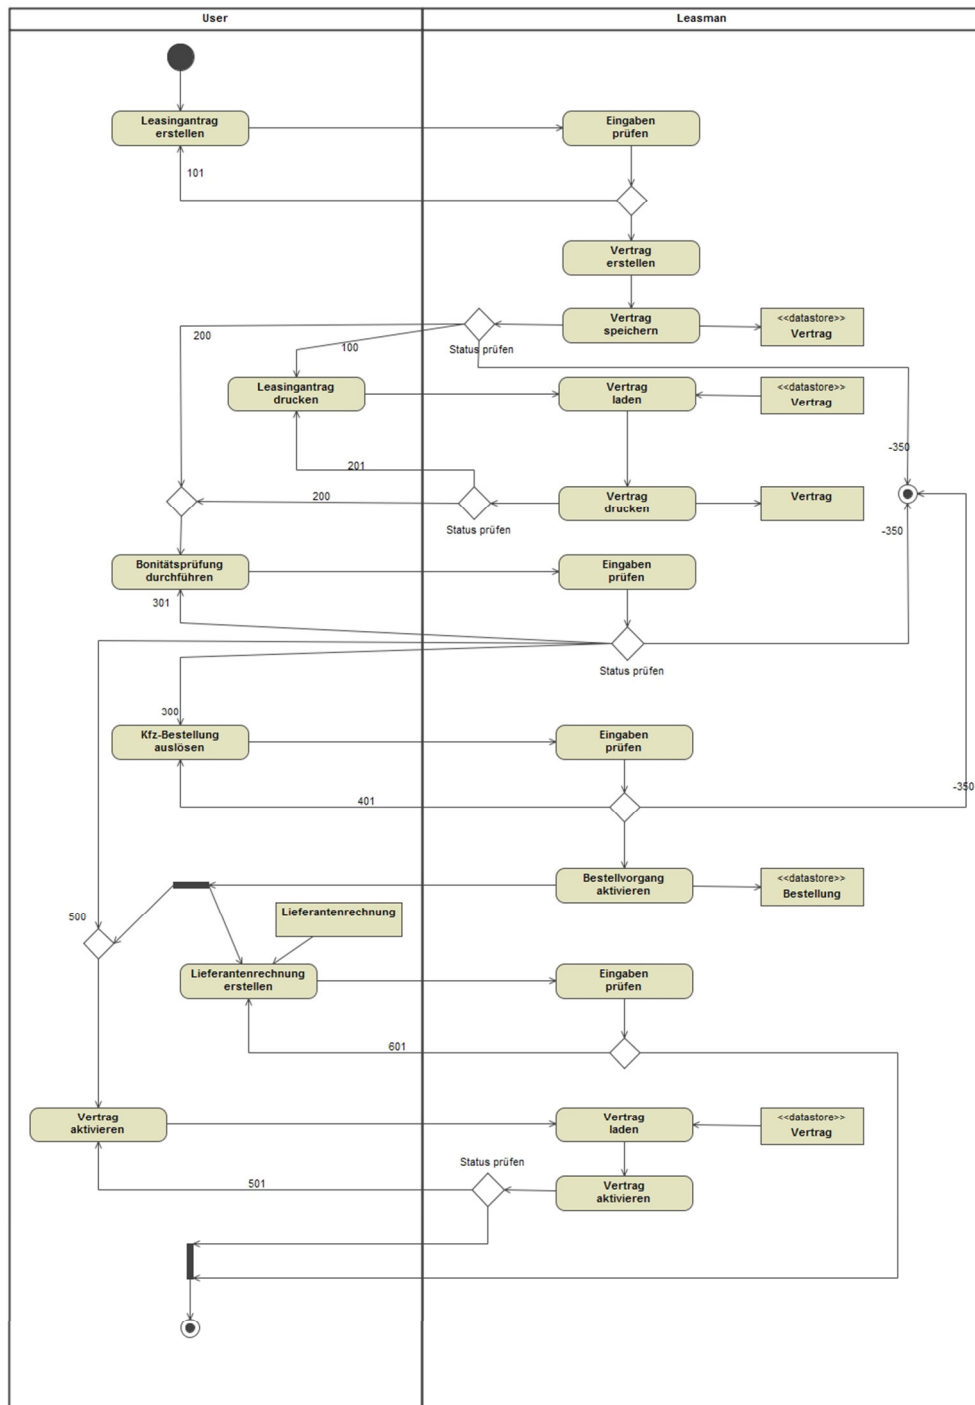 User
Leasman
Leasingantrag
erstellen
Eingaben
prüfen
101
Vertrag
erstellen
Vertrag
speichern
<<datastore>>
Vertrag
200
100
Status prüfen
Leasingantrag
drucken
Vertrag
laden
<<datastore>>
Vertrag
-350
201
200
Status prüfen
Vertrag
drucken
Vertrag
-350
Bonitätsprüfung
durchführen
Eingaben
prüfen
301
Status prüfen
300
Kfz-Bestellung
auslösen
Eingaben
prüfen
401
-350
Bestellvorgang
aktivieren
<<datastore>>
Bestellung
500
Lieferantenrechnung
Lieferantenrechnung
erstellen
Eingaben
prüfen
601
Vertrag
aktivieren
Vertrag
laden
<<datastore>>
Vertrag
Status prüfen
501
Vertrag
aktivieren